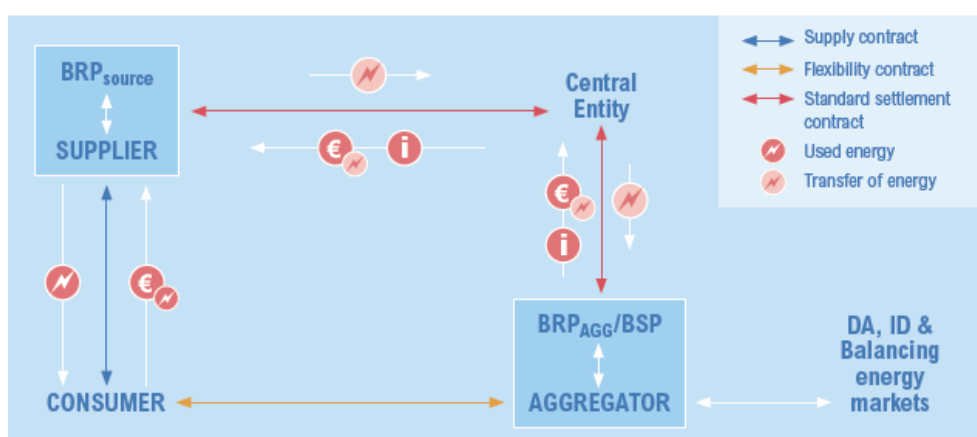 BRPsource
SUPPLIER
Central
Entity
Supply contract
Flexibility contract
Standard settlement
contract
Used energy
Transfer of energy
€
i
€
i
€
BRPAGG/BSP
AGGREGATOR
CONSUMER
DA, ID &
Balancing
energy
markets